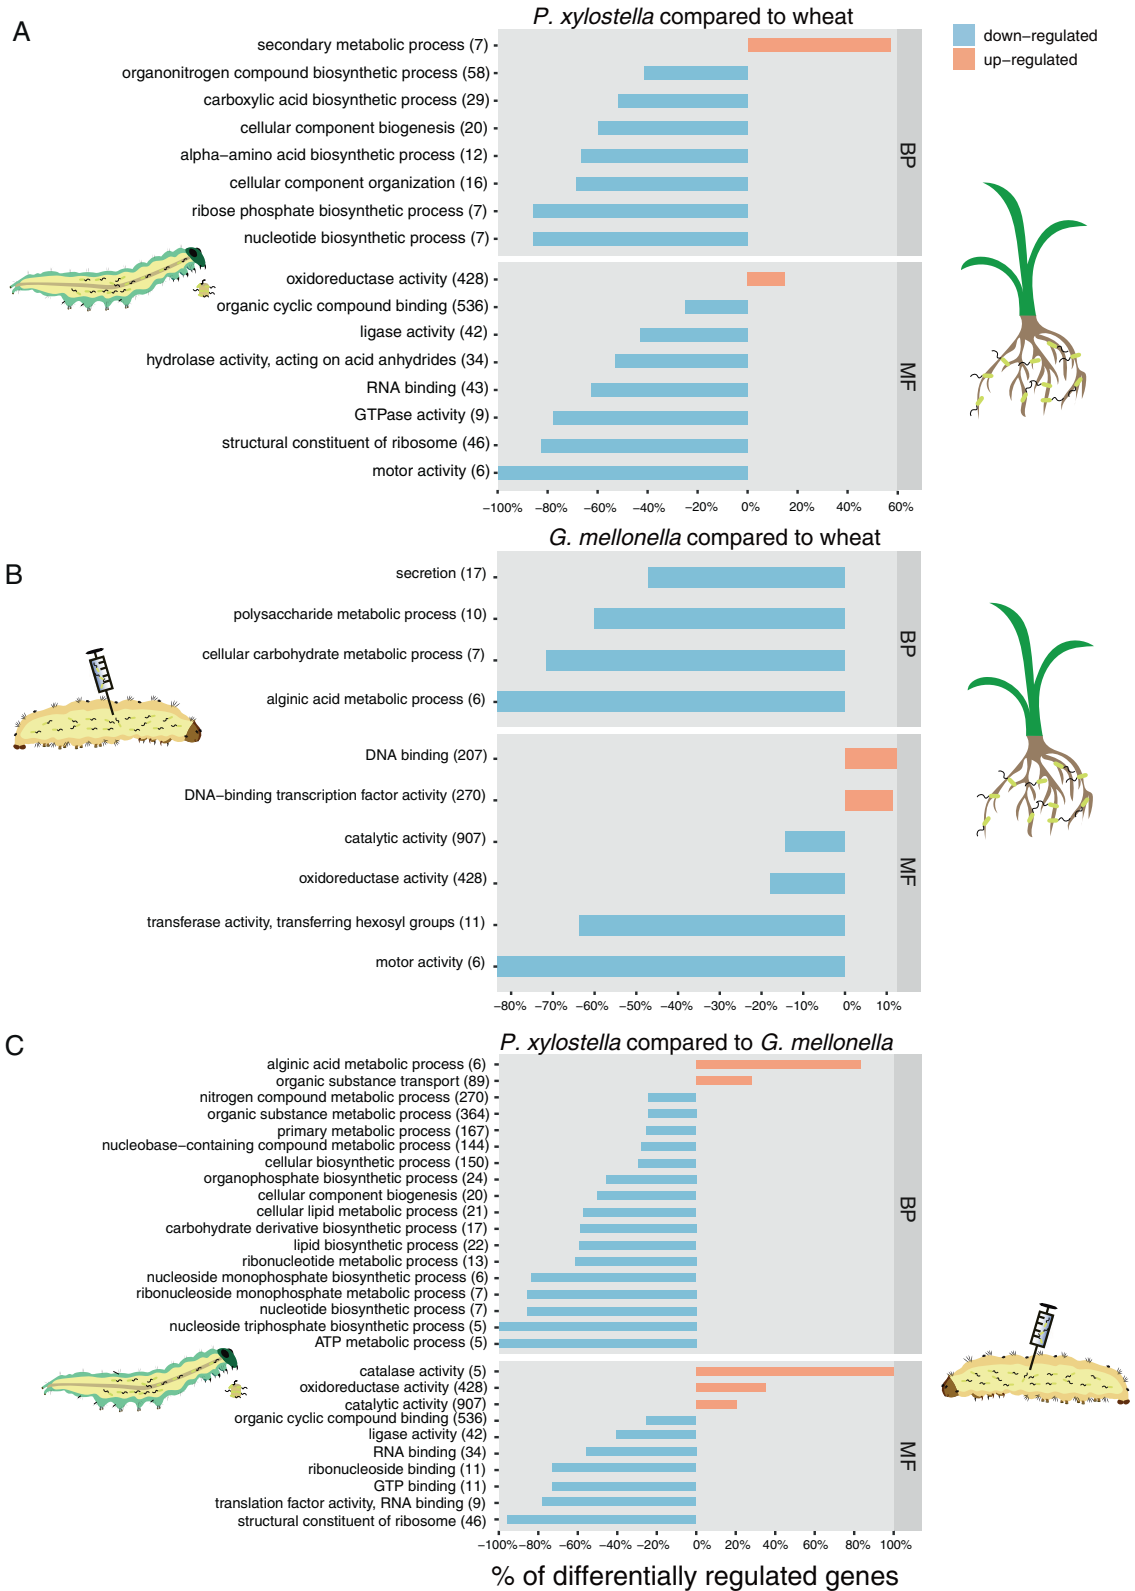 A
P. xylostella compared to wheat
down−regulated
up−regulated
secondary metabolic process (7)
organonitrogen compound biosynthetic process (58)
carboxylic acid biosynthetic process (29)
cellular component biogenesis (20)
alpha−amino acid biosynthetic process (12)
cellular component organization (16)
ribose phosphate biosynthetic process (7)
nucleotide biosynthetic process (7)
BP
oxidoreductase activity (428)
organic cyclic compound binding (536)
ligase activity (42)
hydrolase activity, acting on acid anhydrides (34)
RNA binding (43)
GTPase activity (9)
structural constituent of ribosome (46)
motor activity (6)
MF
−100% −80% −60% −40% −20% 0% 20% 40% 60%
G. mellonella compared to wheat
B
secretion (17)
polysaccharide metabolic process (10)
cellular carbohydrate metabolic process (7)
alginic acid metabolic process (6)
BP
DNA binding (207)
DNA−binding transcription factor activity (270)
catalytic activity (907)
oxidoreductase activity (428)
transferase activity, transferring hexosyl groups (11)
motor activity (6)
MF
−80% −70% −60% −50% −40% −30% −20% −10% 0% 10%
C
P. xylostella compared to G. mellonella
alginic acid metabolic process (6)
organic substance transport (89)
nitrogen compound metabolic process (270)
organic substance metabolic process (364)
primary metabolic process (167)
nucleobase−containing compound metabolic process (144)
cellular biosynthetic process (150)
organophosphate biosynthetic process (24)
cellular component biogenesis (20)
cellular lipid metabolic process (21)
carbohydrate derivative biosynthetic process (17)
lipid biosynthetic process (22)
ribonucleotide metabolic process (13)
nucleoside monophosphate biosynthetic process (6)
ribonucleoside monophosphate metabolic process (7)
nucleotide biosynthetic process (7)
nucleoside triphosphate biosynthetic process (5)
ATP metabolic process (5)
BP
catalase activity (5)
oxidoreductase activity (428)
catalytic activity (907)
organic cyclic compound binding (536)
ligase activity (42)
RNA binding (34)
ribonucleoside binding (11)
GTP binding (11)
translation factor activity, RNA binding (9)
structural constituent of ribosome (46)
MF
−100% −80% −60% −40% −20% 0% 20% 40% 60% 80% 100%
% of differentially regulated genes